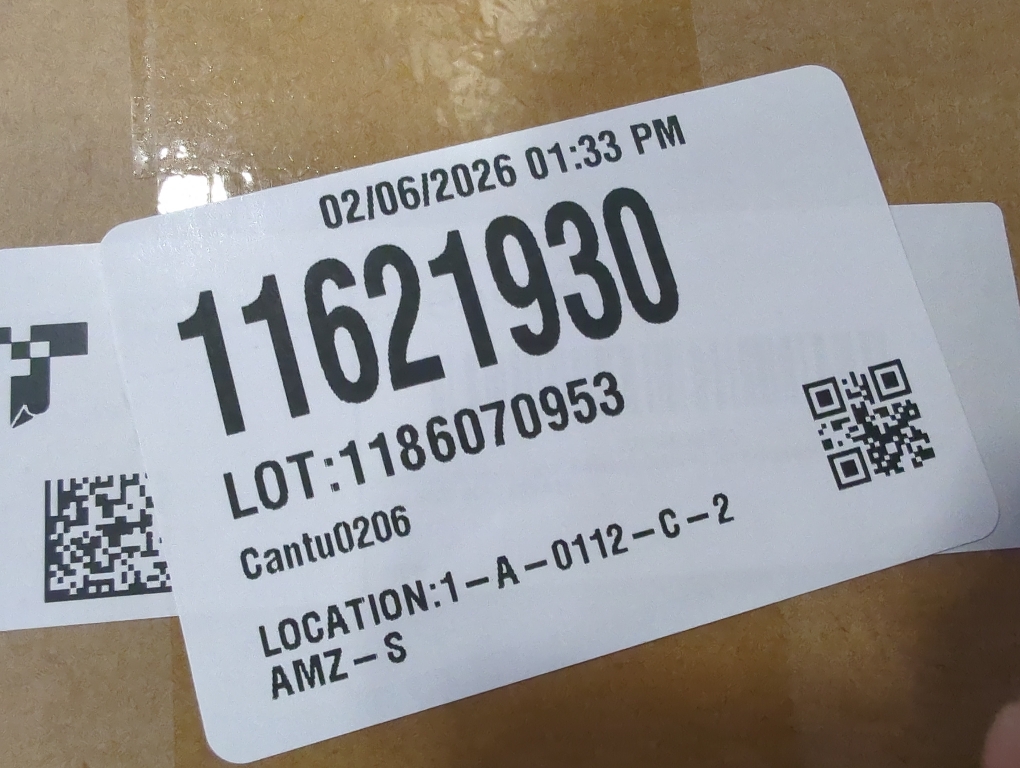 02/06/2026 01:33 PM
11621930
LOT:1186070953
Cantu0206
LOCATION:1-A-0112-C-2
AMZ-S